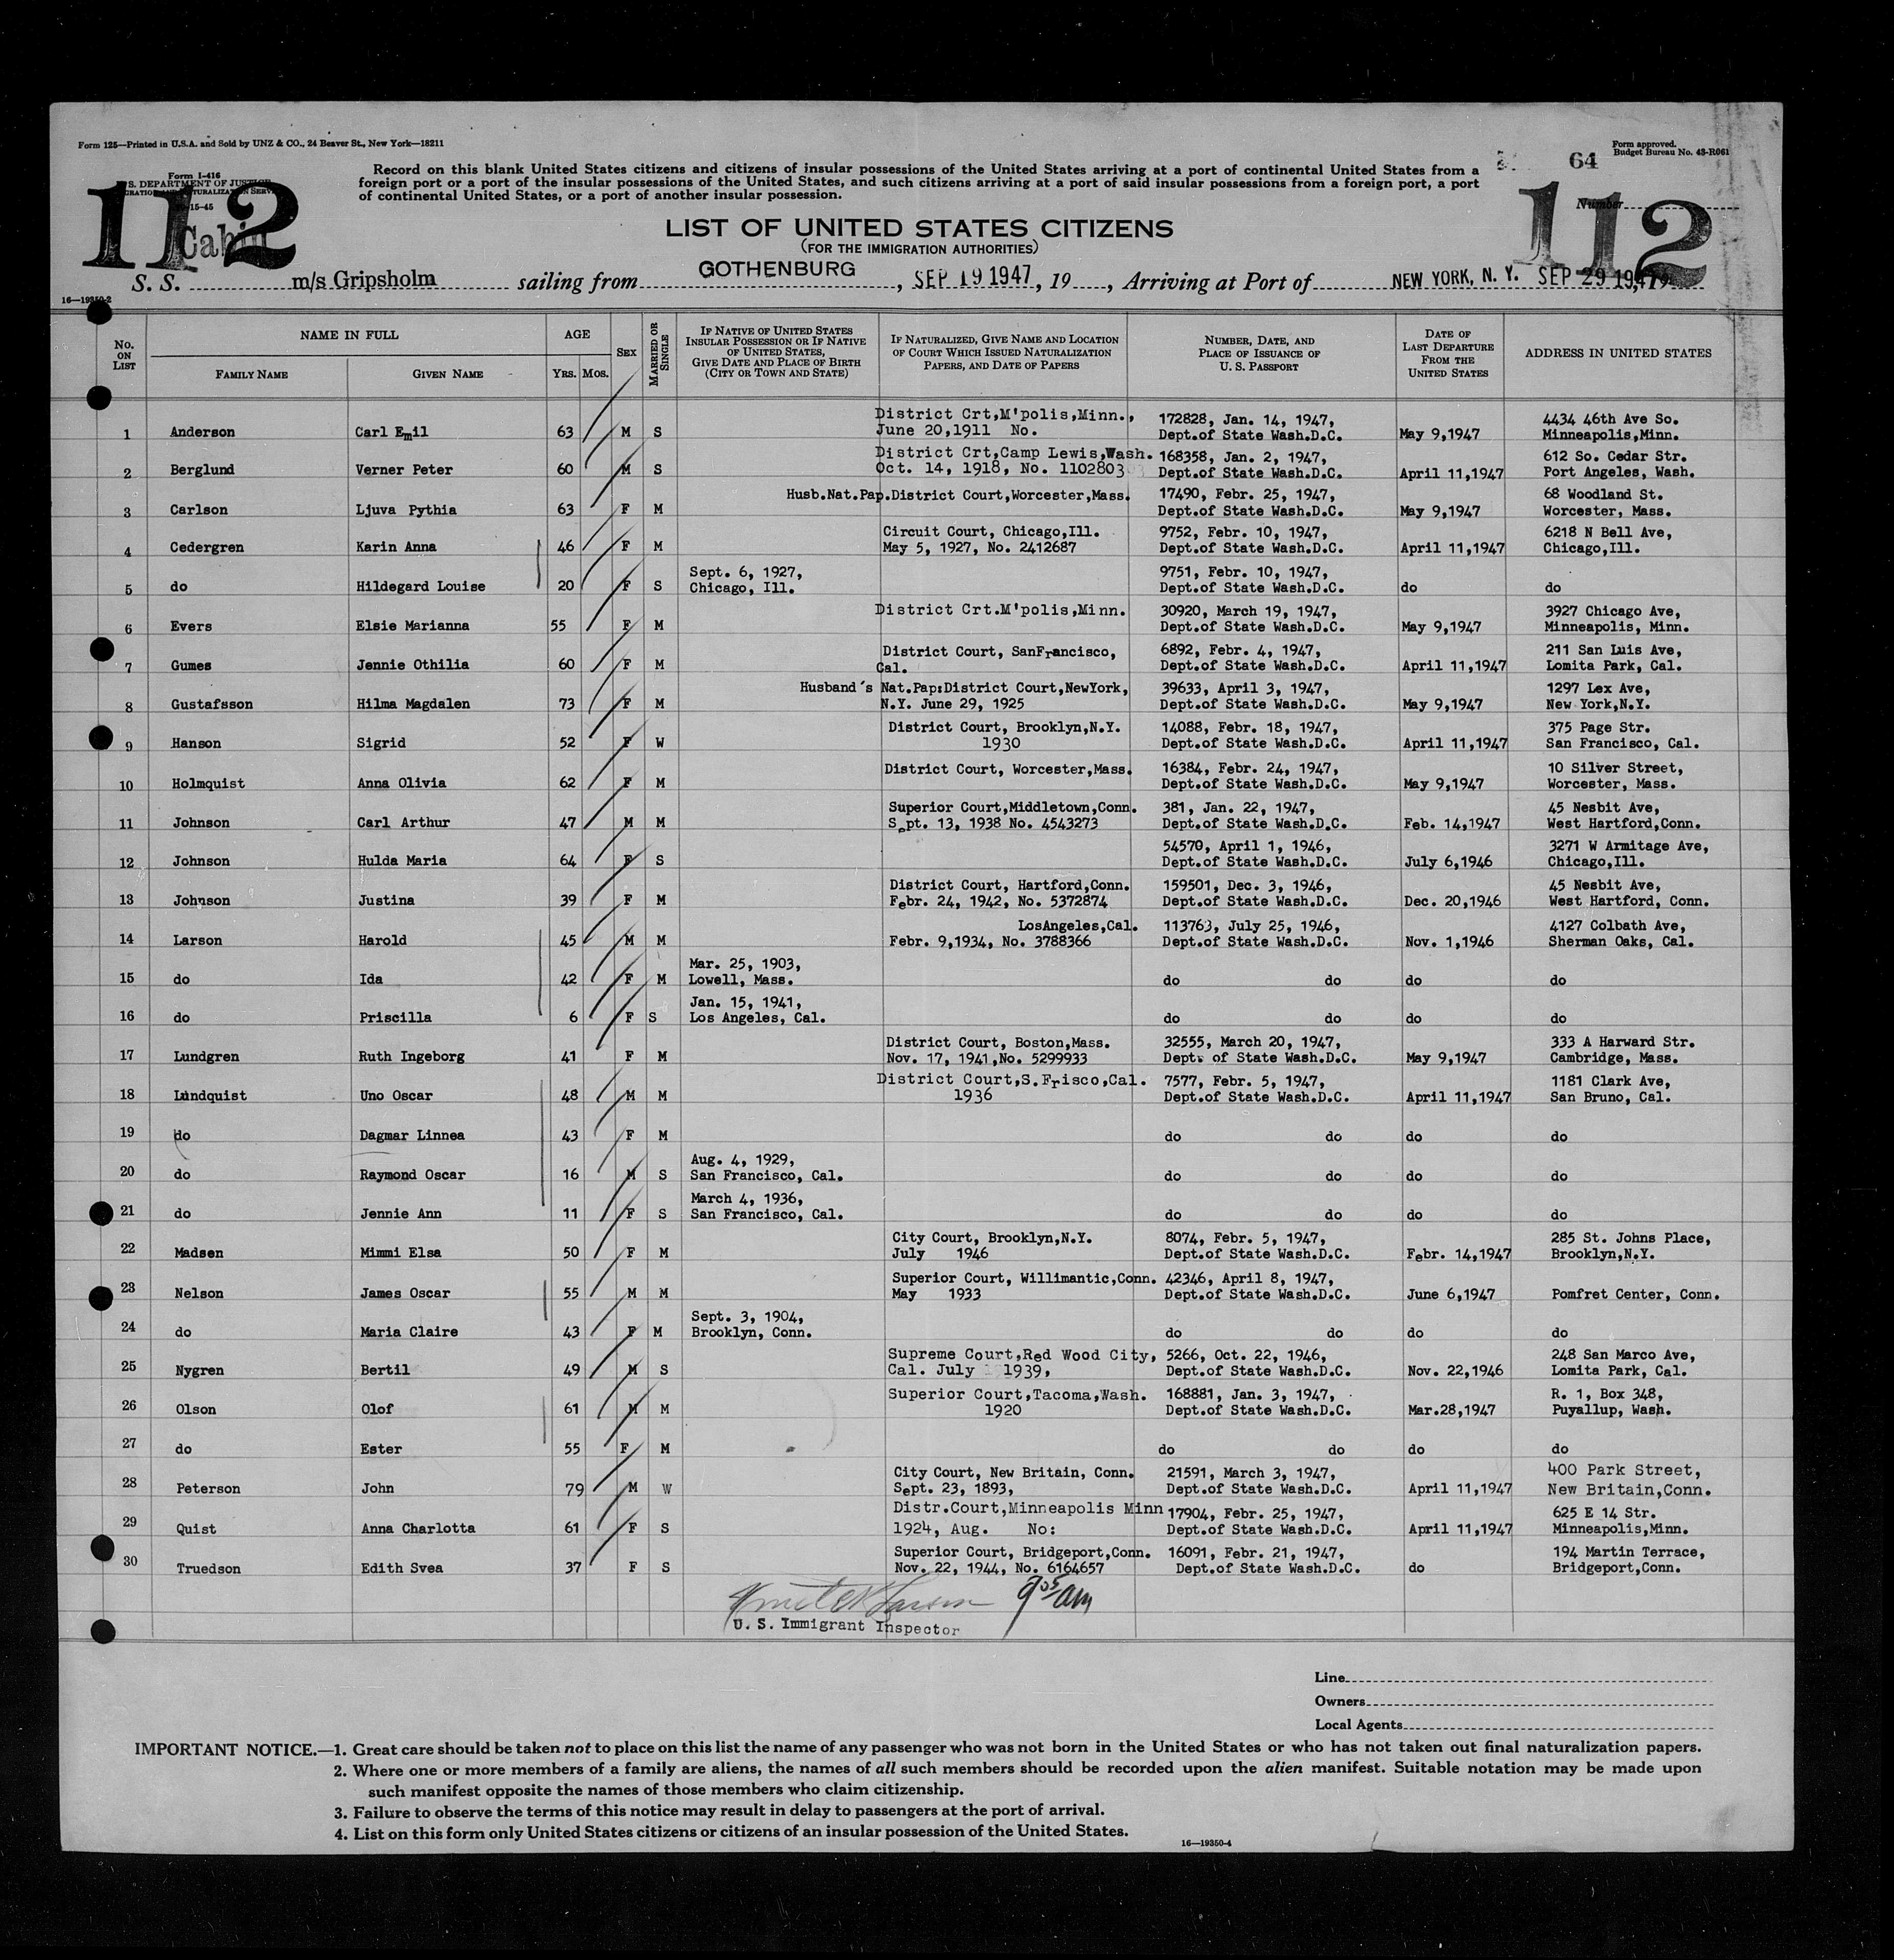 Form 125—Printed in U.S.A. and Sold by UNZ & CO., 24 Beaver St., New York—18211
Form approved.
Budget Bureau No. 43-R061
Form I-416
S. DEPARTMENT OF JUSTICE
15-45
64
Number
112
Cabin
112
Record on this blank United States citizens and citizens of insular possessions of the United States arriving at a port of continental United States from a
foreign port or a port of the insular possessions of the United States, and such citizens arriving at a port of said insular possessions from a foreign port, a port
of continental United States, or a port of another insular possession.
LIST OF UNITED STATES CITIZENS
(FOR THE IMMIGRATION AUTHORITIES)
S. S. m/s Gripsholm sailing from GOTHENBURG, SEP 19 1947, 19, Arriving at Port of NEW YORK, N. Y. SEP 29 1947
16—19350-2
No. ON LIST NAME IN FULL FAMILY NAME GIVEN NAME AGE YRS. MOS. SEX MARRIED OR SINGLE IF NATIVE OF UNITED STATES INSULAR POSSESSION OR IF NATIVE OF UNITED STATES, GIVE DATE AND PLACE OF BIRTH (CITY OR TOWN AND STATE) IF NATURALIZED, GIVE NAME AND LOCATION OF COURT WHICH ISSUED NATURALIZATION PAPERS, AND DATE OF PAPERS NUMBER, DATE, AND PLACE OF ISSUANCE OF U. S. PASSPORT DATE OF LAST DEPARTURE FROM THE UNITED STATES ADDRESS IN UNITED STATES
District Crt,M'polis,Minn., 172828, Jan. 14, 1947, 4434 46th Ave So.
1 Anderson Carl Emil 63 M S June 20,1911 No. Dept.of State Wash.D.C. May 9,1947 Minneapolis,Minn.
District Crt,Camp Lewis,Wash. 168358, Jan. 2, 1947, 612 So. Cedar Str.
2 Berglund Verner Peter 60 M S Oct. 14, 1918, No. 1102803 Dept.of State Wash.D.C. April 11,1947 Port Angeles, Wash.
Husb.Nat.Pap.District Court,Worcester,Mass. 17490, Febr. 25, 1947, 68 Woodland St.
3 Carlson Ljuva Pythia 63 F M Dept.of State Wash.D.C. May 9,1947 Worcester, Mass.
Circuit Court, Chicago,Ill. 9752, Febr. 10, 1947, 6218 N Bell Ave,
4 Cedergren Karin Anna 46 F M May 5, 1927, No. 2412687 Dept.of State Wash.D.C. April 11,1947 Chicago,Ill.
Sept. 6, 1927, 9751, Febr. 10, 1947,
5 do Hildegard Louise 20 F S Chicago, Ill. Dept.of State Wash.D.C. do do
District Crt.M'polis,Minn. 30920, March 19, 1947, 3927 Chicago Ave,
6 Evers Elsie Marianna 55 F M Dept.of State Wash.D.C. May 9,1947 Minneapolis, Minn.
District Court, SanFrancisco, 6892, Febr. 4, 1947, 211 San Luis Ave,
7 Gumes Jennie Othilia 60 F M Cal. Dept.of State Wash.D.C. April 11,1947 Lomita Park, Cal.
Husband's Nat.Pap:District Court,NewYork, 39633, April 3, 1947, 1297 Lex Ave,
8 Gustafsson Hilma Magdalen 73 F M N.Y. June 29, 1925 Dept.of State Wash.D.C. May 9,1947 New York,N.Y.
District Court, Brooklyn,N.Y. 14088, Febr. 18, 1947, 375 Page Str.
9 Hanson Sigrid 52 F W 1930 Dept.of State Wash.D.C. April 11,1947 San Francisco, Cal.
District Court, Worcester,Mass. 16384, Febr. 24, 1947, 10 Silver Street,
10 Holmquist Anna Olivia 62 F M Dept.of State Wash.D.C. May 9,1947 Worcester, Mass.
Superior Court,Middletown,Conn. 381, Jan. 22, 1947, 45 Nesbit Ave,
11 Johnson Carl Arthur 47 M M Sept. 13, 1938 No. 4543273 Dept.of State Wash.D.C. Feb. 14,1947 West Hartford,Conn.
54570, April 1, 1946, 3271 W Armitage Ave,
12 Johnson Hulda Maria 64 F S Dept.of State Wash.D.C. July 6,1946 Chicago,Ill.
District Court, Hartford,Conn. 159501, Dec. 3, 1946, 45 Nesbit Ave,
13 Johnson Justina 39 F M Febr. 24, 1942, No. 5372874 Dept.of State Wash.D.C. Dec. 20,1946 West Hartford, Conn.
LosAngeles,Cal. 113763, July 25, 1946, 4127 Colbath Ave,
14 Larson Harold 45 M M Febr. 9,1934, No. 3788366 Dept.of State Wash.D.C. Nov. 1,1946 Sherman Oaks, Cal.
Mar. 25, 1903,
15 do Ida 42 F M Lowell, Mass. do do do do
Jan. 15, 1941,
16 do Priscilla 6 F S Los Angeles, Cal. do do do do
District Court, Boston,Mass. 32555, March 20, 1947, 333 A Harward Str.
17 Lundgren Ruth Ingeborg 41 F M Nov. 17, 1941,No. 5299933 Dept. of State Wash.D.C. May 9,1947 Cambridge, Mass.
District Court,S.Frisco,Cal. 7577, Febr. 5, 1947, 1181 Clark Ave,
18 Lundquist Uno Oscar 48 M M 1936 Dept.of State Wash.D.C. April 11,1947 San Bruno, Cal.
19 do Dagmar Linnea 43 F M do do do do
Aug. 4, 1929,
20 do Raymond Oscar 16 M S San Francisco, Cal. do do do do
March 4, 1936,
21 do Jennie Ann 11 F S San Francisco, Cal. do do do do
City Court, Brooklyn,N.Y. 8074, Febr. 5, 1947, 285 St. Johns Place,
22 Madsen Mimmi Elsa 50 F M July 1946 Dept.of State Wash.D.C. Febr. 14,1947 Brooklyn,N.Y.
Superior Court, Willimantic,Conn. 42346, April 8, 1947,
23 Nelson James Oscar 55 M M May 1933 Dept.of State Wash.D.C. June 6,1947 Pomfret Center, Conn.
Sept. 3, 1904,
24 do Maria Claire 43 F M Brooklyn, Conn. do do do do
Supreme Court,Red Wood City, 5266, Oct. 22, 1946, 248 San Marco Ave,
25 Nygren Bertil 49 M S Cal. July 1939, Dept.of State Wash.D.C. Nov. 22,1946 Lomita Park, Cal.
Superior Court,Tacoma,Wash. 168881, Jan. 3, 1947, R. 1, Box 348,
26 Olson Olof 61 M M 1920 Dept.of State Wash.D.C. Mar.28,1947 Puyallup, Wash.
27 do Ester 55 F M do do do do
City Court, New Britain, Conn. 21591, March 3, 1947, 400 Park Street,
28 Peterson John 79 M W Sept. 23, 1893, Dept.of State Wash.D.C. April 11,1947 New Britain,Conn.
Distr.Court,Minneapolis Minn 17904, Febr. 25, 1947, 625 E 14 Str.
29 Quist Anna Charlotta 61 F S 1924, Aug. No: Dept.of State Wash.D.C. April 11,1947 Minneapolis,Minn.
Superior Court, Bridgeport,Conn. 16091, Febr. 21, 1947, 194 Martin Terrace,
30 Truedson Edith Svea 37 F S Nov. 22, 1944, No. 6164657 Dept.of State Wash.D.C. do Bridgeport,Conn.
9 05 am
U. S. Immigrant Inspector
Line
Owners
Local Agents
IMPORTANT NOTICE.—1. Great care should be taken not to place on this list the name of any passenger who was not born in the United States or who has not taken out final naturalization papers.
2. Where one or more members of a family are aliens, the names of all such members should be recorded upon the alien manifest. Suitable notation may be made upon
such manifest opposite the names of those members who claim citizenship.
3. Failure to observe the terms of this notice may result in delay to passengers at the port of arrival.
4. List on this form only United States citizens or citizens of an insular possession of the United States.
16—19350-4